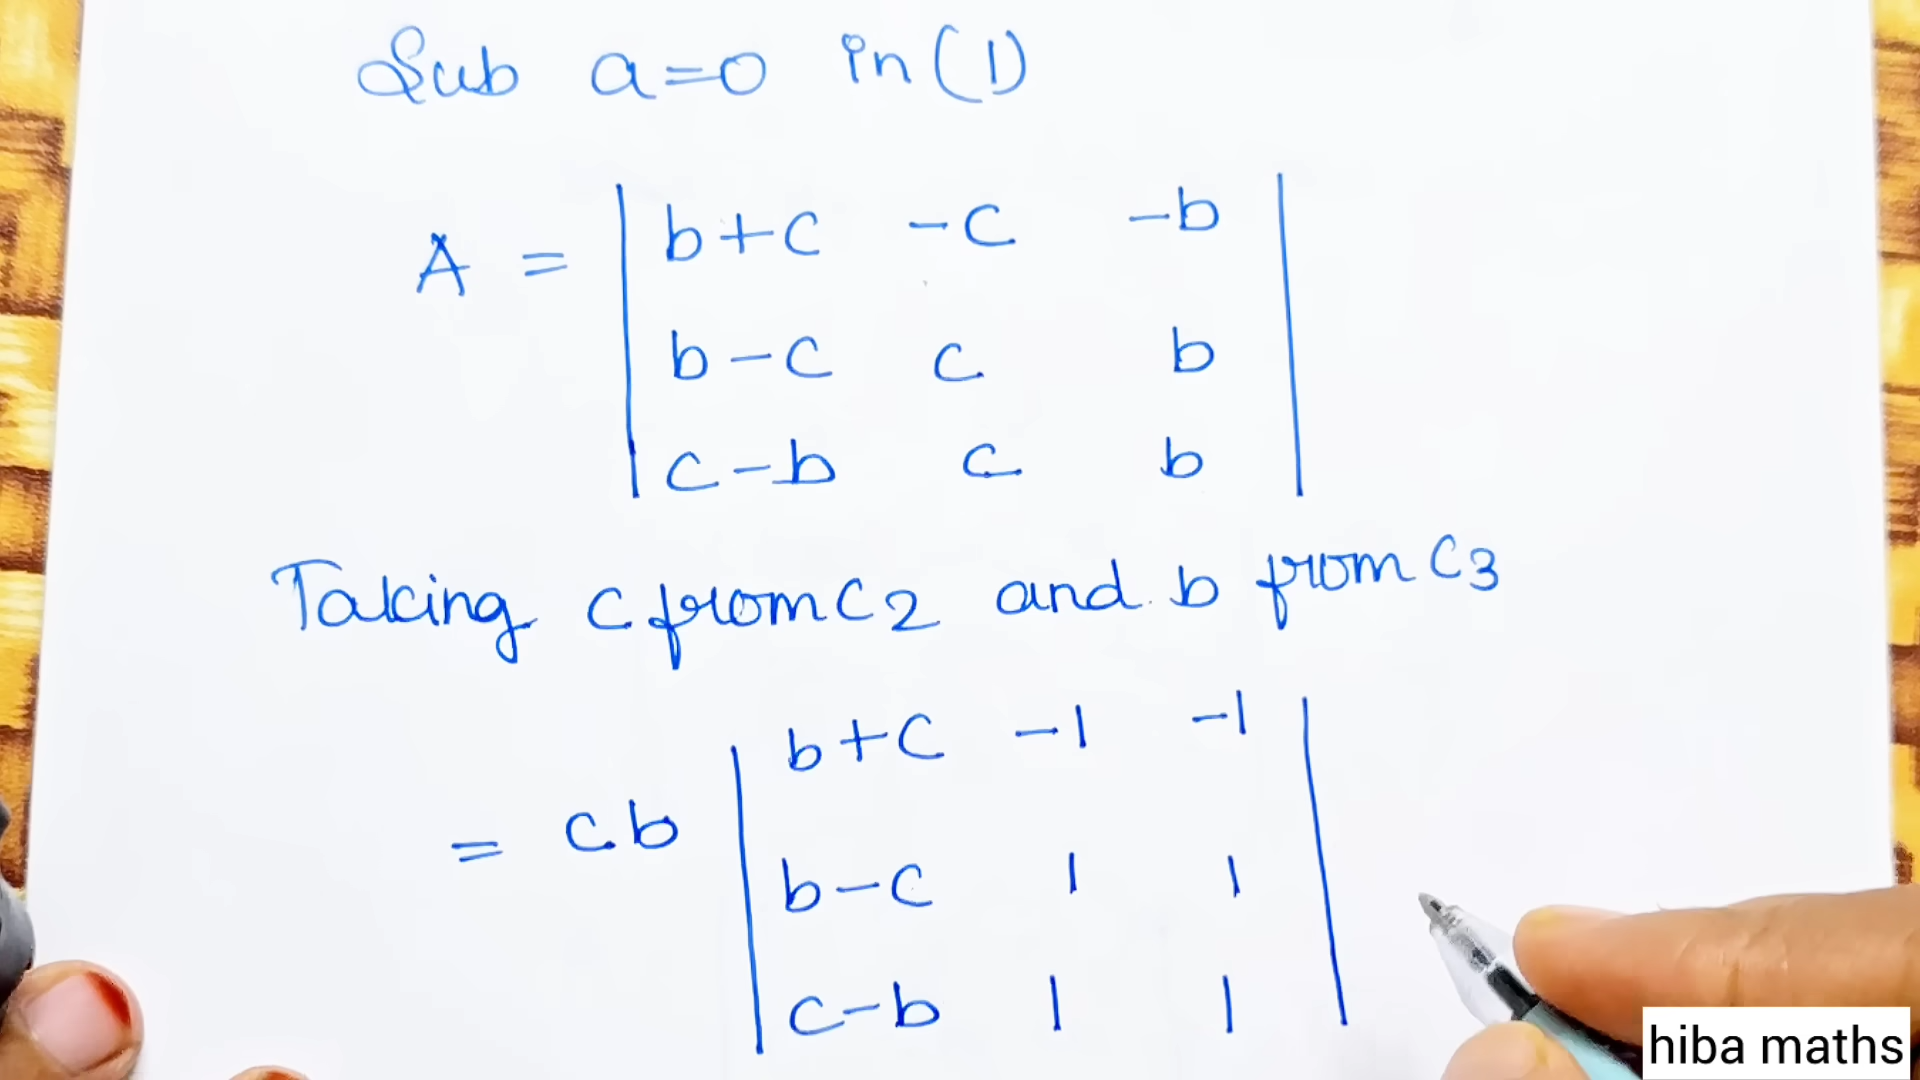 Sub a=0 in (1)
A = | b+c -c -b |
| b-c c b |
| c-b c b |
Taking c from C2 and b from C3
= cb | b+c -1 -1 |
| b-c 1 1 |
| c-b 1 1 |
hiba maths